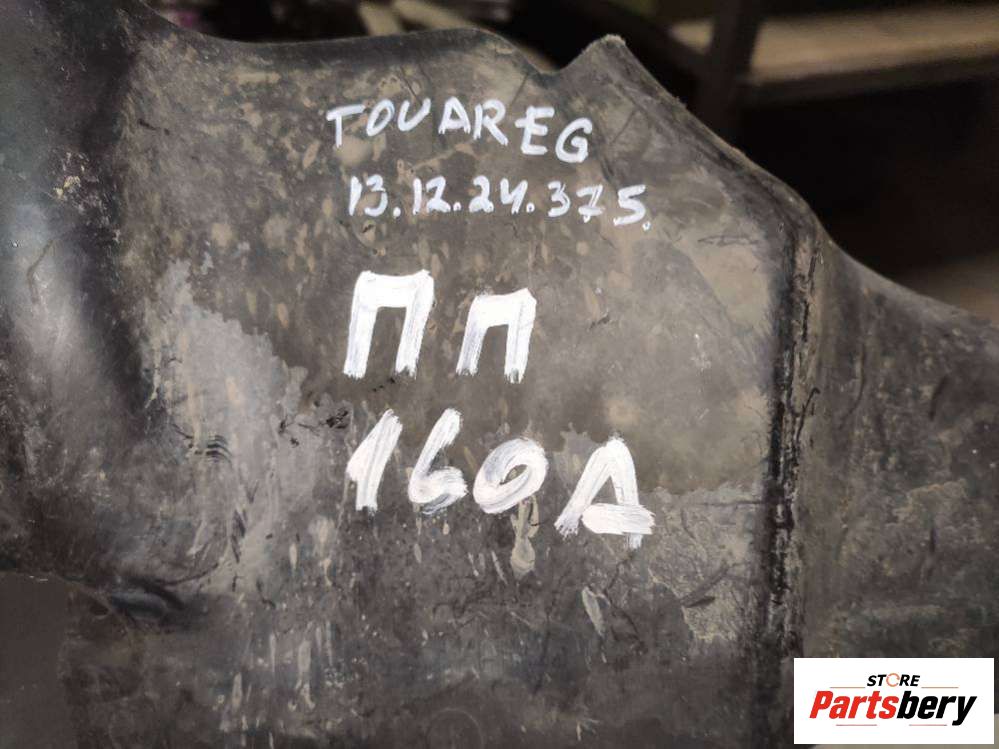 TOUAREG
13.12.24.375
ПП
160Д
STORE
Partsbery